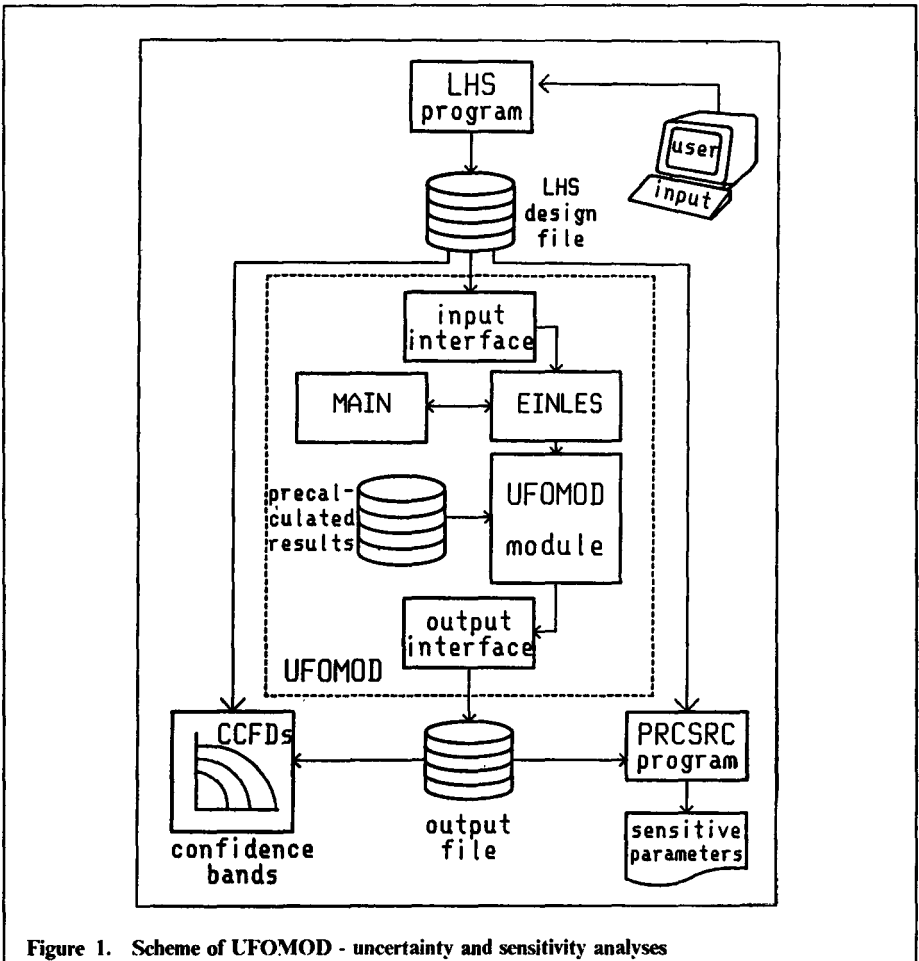 LHS
program
user
input
LHS
design
file
input
interface
MAIN
EINLES
precal-
culated
results
UFOMOD
module
output
interface
UFOMOD
CCFDs
confidence
bands
output
file
PRCSRC
program
sensitive
parameters
Figure 1. Scheme of UFOMOD - uncertainty and sensitivity analyses